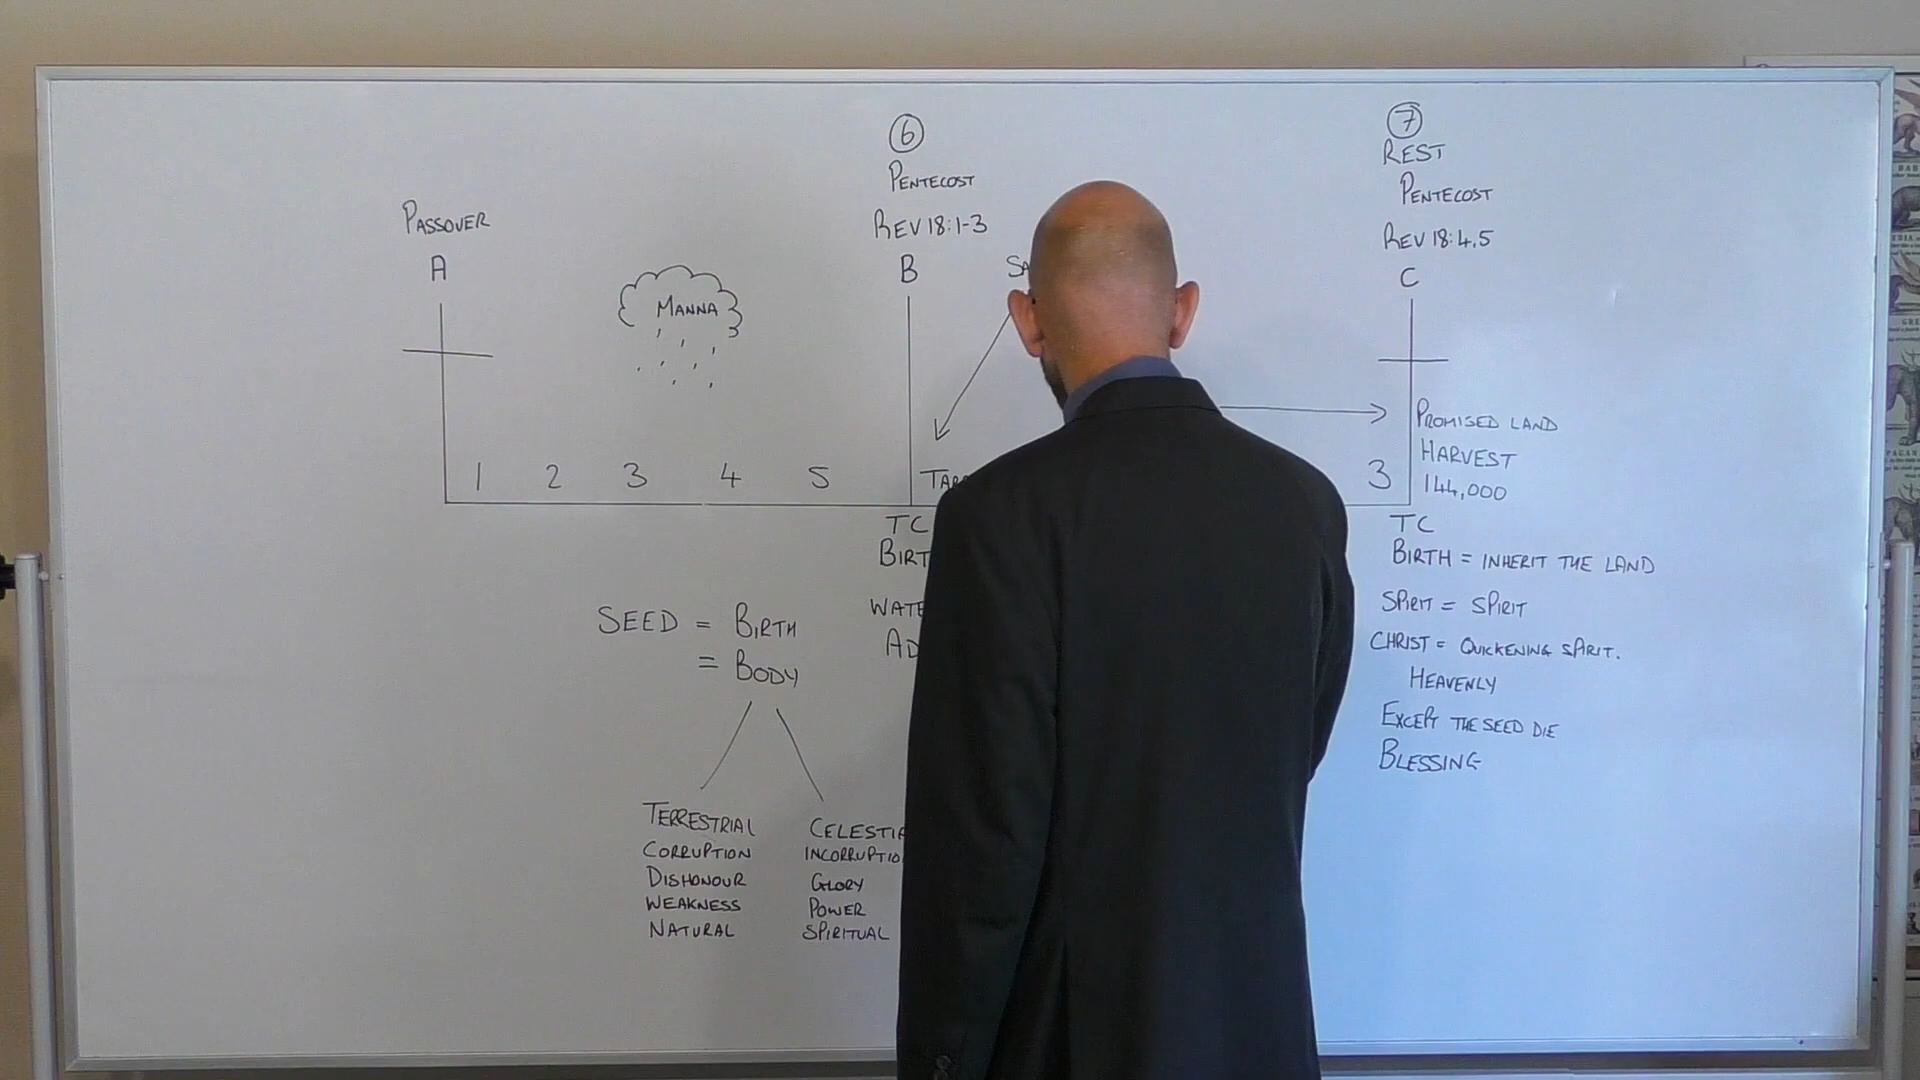 6
PENTECOST
REV 18:1-3
B
7
REST
PENTECOST
REV 18:4,5
C
PASSOVER
A
MANNA
1 2 3 4 5
3
PROMISED LAND
HARVEST
144,000
TC
TC
BIRTH = INHERIT THE LAND
SPIRIT = SPIRIT
CHRIST = QUICKENING SPIRIT.
HEAVENLY
EXCEPT THE SEED DIE
BLESSING
SEED = BIRTH
= BODY
TERRESTRIAL
CORRUPTION
DISHONOUR
WEAKNESS
NATURAL
CELESTIA
INCORRUPTIO
GLORY
POWER
SPIRITUAL